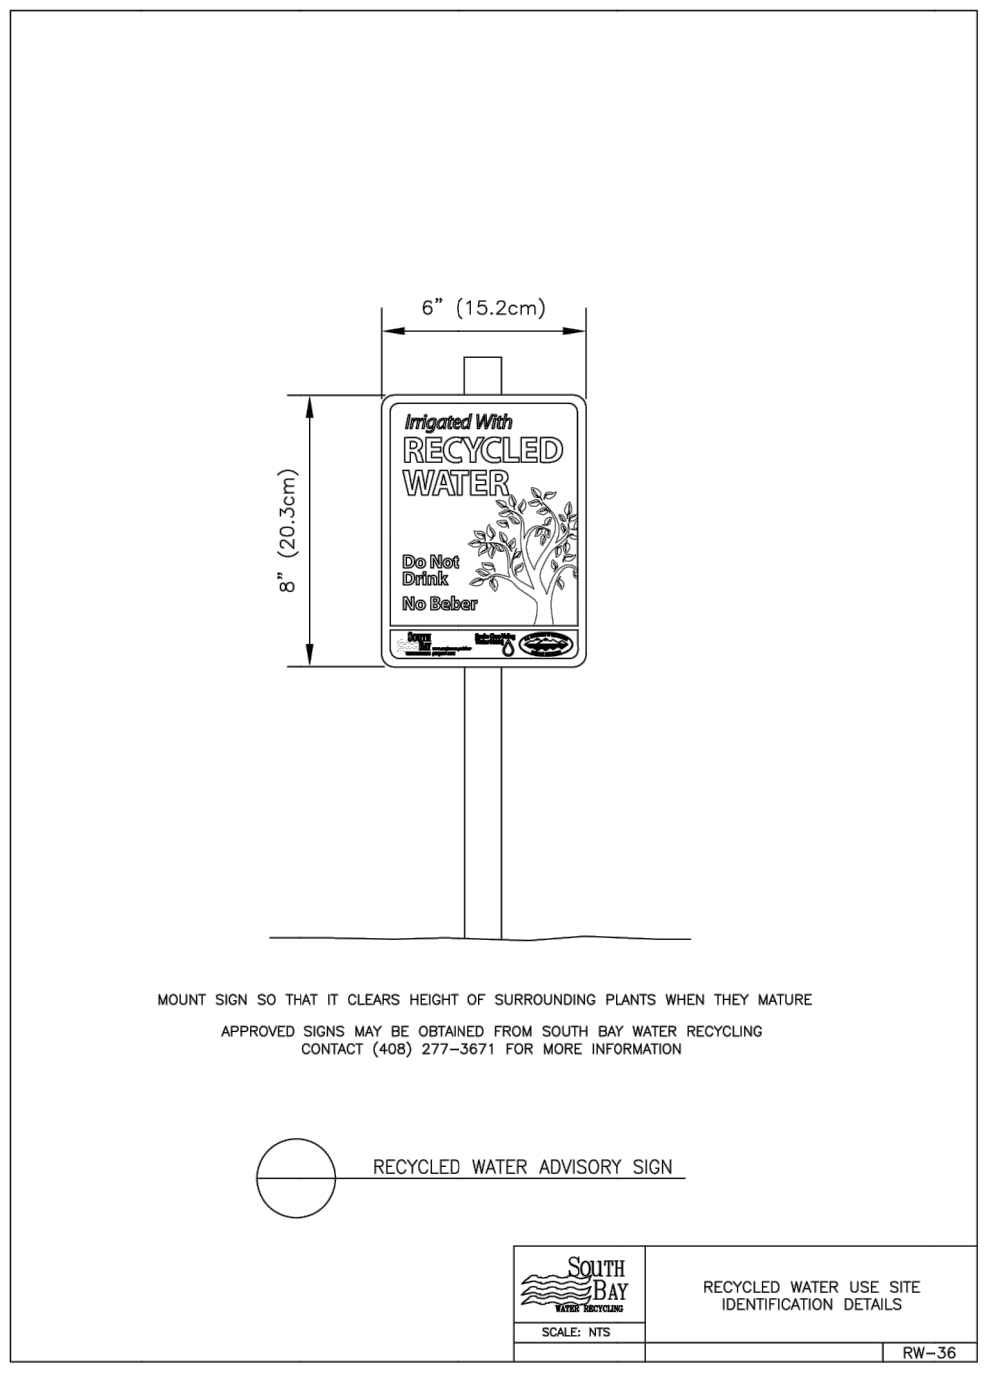 6” (15.2cm)
8” (20.3cm)
Irrigated With
RECYCLED
WATER
Do Not
Drink
No Beber
SOUTH
BAY
MOUNT SIGN SO THAT IT CLEARS HEIGHT OF SURROUNDING PLANTS WHEN THEY MATURE
APPROVED SIGNS MAY BE OBTAINED FROM SOUTH BAY WATER RECYCLING
CONTACT (408) 277-3671 FOR MORE INFORMATION
RECYCLED WATER ADVISORY SIGN
SOUTH
BAY
WATER RECYCLING
SCALE: NTS
RECYCLED WATER USE SITE
IDENTIFICATION DETAILS
RW-36